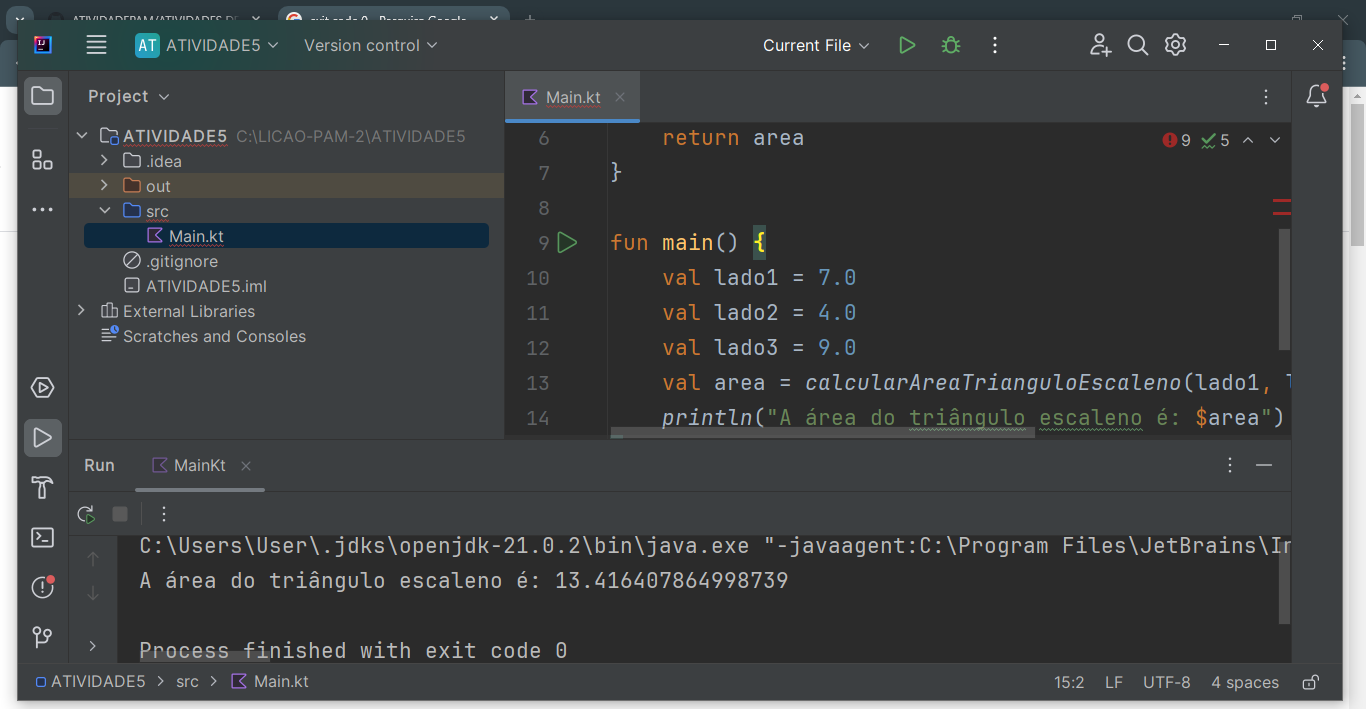 ATIVIDADEPAM/ATIVIDADES DE
exit code 0 - Pesquisa Google
AT ATIVIDADE5 Version control Current File
Project
Main.kt
ATIVIDADE5 C:\LICAO-PAM-2\ATIVIDADE5
.idea
out
src
Main.kt
.gitignore
ATIVIDADE5.iml
External Libraries
Scratches and Consoles
9 5
6 return area
7 }
8
9 fun main() {
10 val lado1 = 7.0
11 val lado2 = 4.0
12 val lado3 = 9.0
13 val area = calcularAreaTrianguloEscaleno(lado1,
14 println("A área do triângulo escaleno é: $area")
Run MainKt
C:\Users\User\.jdks\openjdk-21.0.2\bin\java.exe "-javaagent:C:\Program Files\JetBrains\In
A área do triângulo escaleno é: 13.416407864998739
Process finished with exit code 0
ATIVIDADE5 > src > Main.kt 15:2 LF UTF-8 4 spaces